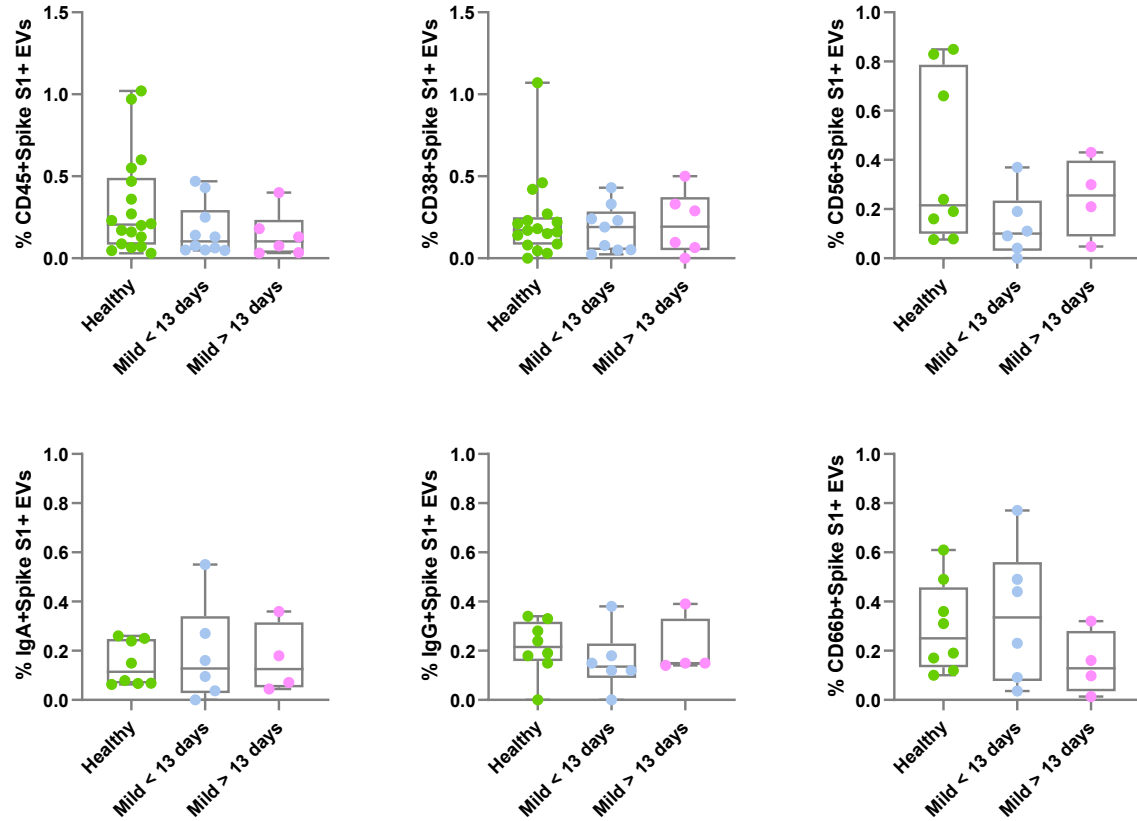 % CD45+Spike S1+ EVs
1.5
1.0
0.5
0.0
Healthy
Mild < 13 days
Mild > 13 days
% CD38+Spike S1+ EVs
1.5
1.0
0.5
0.0
Healthy
Mild < 13 days
Mild > 13 days
% CD56+Spike S1+ EVs
1.0
0.8
0.6
0.4
0.2
0.0
Healthy
Mild < 13 days
Mild > 13 days
% IgA+Spike S1+ EVs
1.0
0.8
0.6
0.4
0.2
0.0
Healthy
Mild < 13 days
Mild > 13 days
% IgG+Spike S1+ EVs
1.0
0.8
0.6
0.4
0.2
0.0
Healthy
Mild < 13 days
Mild > 13 days
% CD66b+Spike S1+ EVs
1.0
0.8
0.6
0.4
0.2
0.0
Healthy
Mild < 13 days
Mild > 13 days